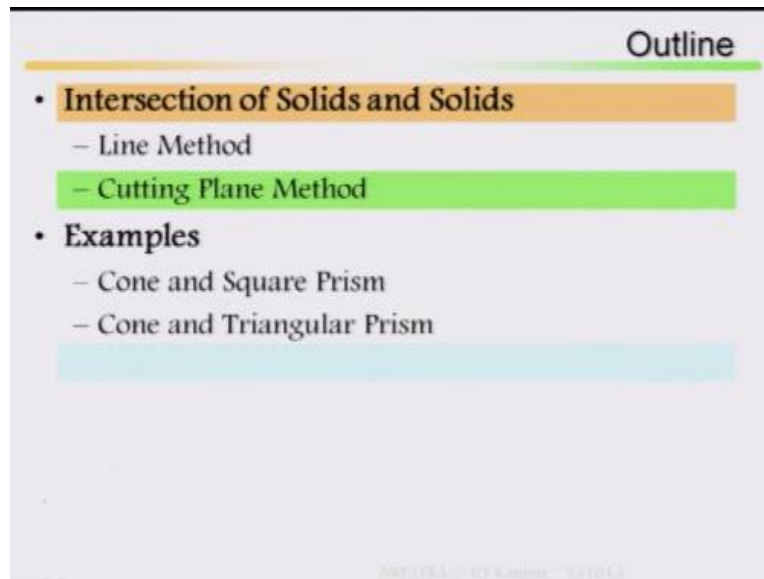 Outline
• Intersection of Solids and Solids
– Line Method
– Cutting Plane Method
• Examples
– Cone and Square Prism
– Cone and Triangular Prism